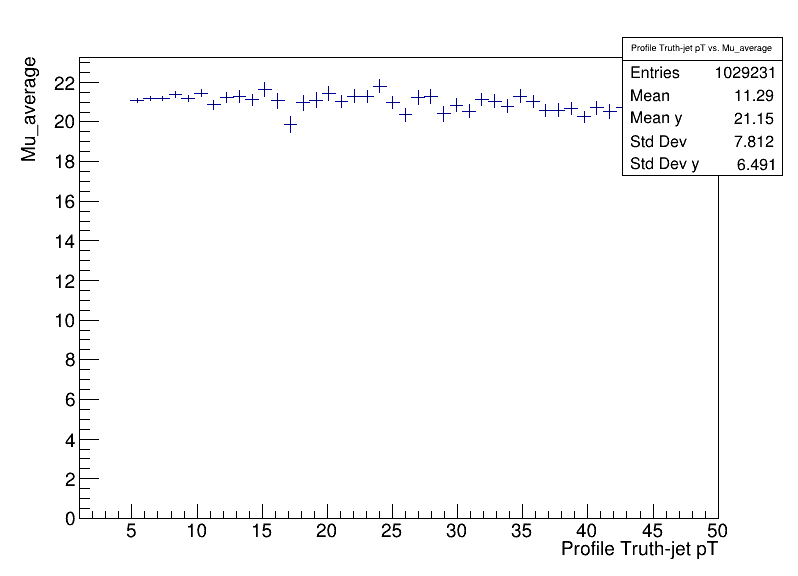 Profile Truth-jet pT vs. Mu_average
Entries 1029231
Mean 11.29
Mean y 21.15
Std Dev 7.812
Std Dev y 6.491
Mu_average
22
20
18
16
14
12
10
8
6
4
2
0
5 10 15 20 25 30 35 40 45 50
Profile Truth-jet pT